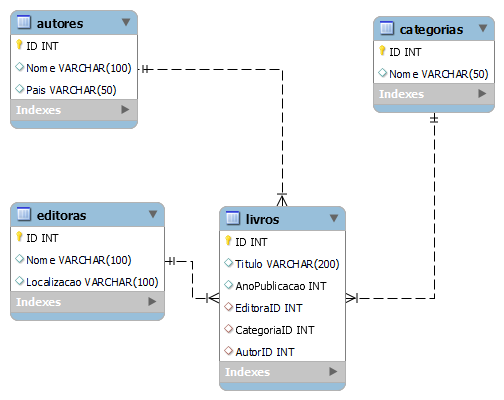 autores
ID INT
Nome VARCHAR(100)
Pais VARCHAR(50)
Indexes
categorias
ID INT
Nome VARCHAR(50)
Indexes
editoras
ID INT
Nome VARCHAR(100)
Localizacao VARCHAR(100)
Indexes
livros
ID INT
Titulo VARCHAR(200)
AnoPublicacao INT
EditoraID INT
CategoriaID INT
AutorID INT
Indexes